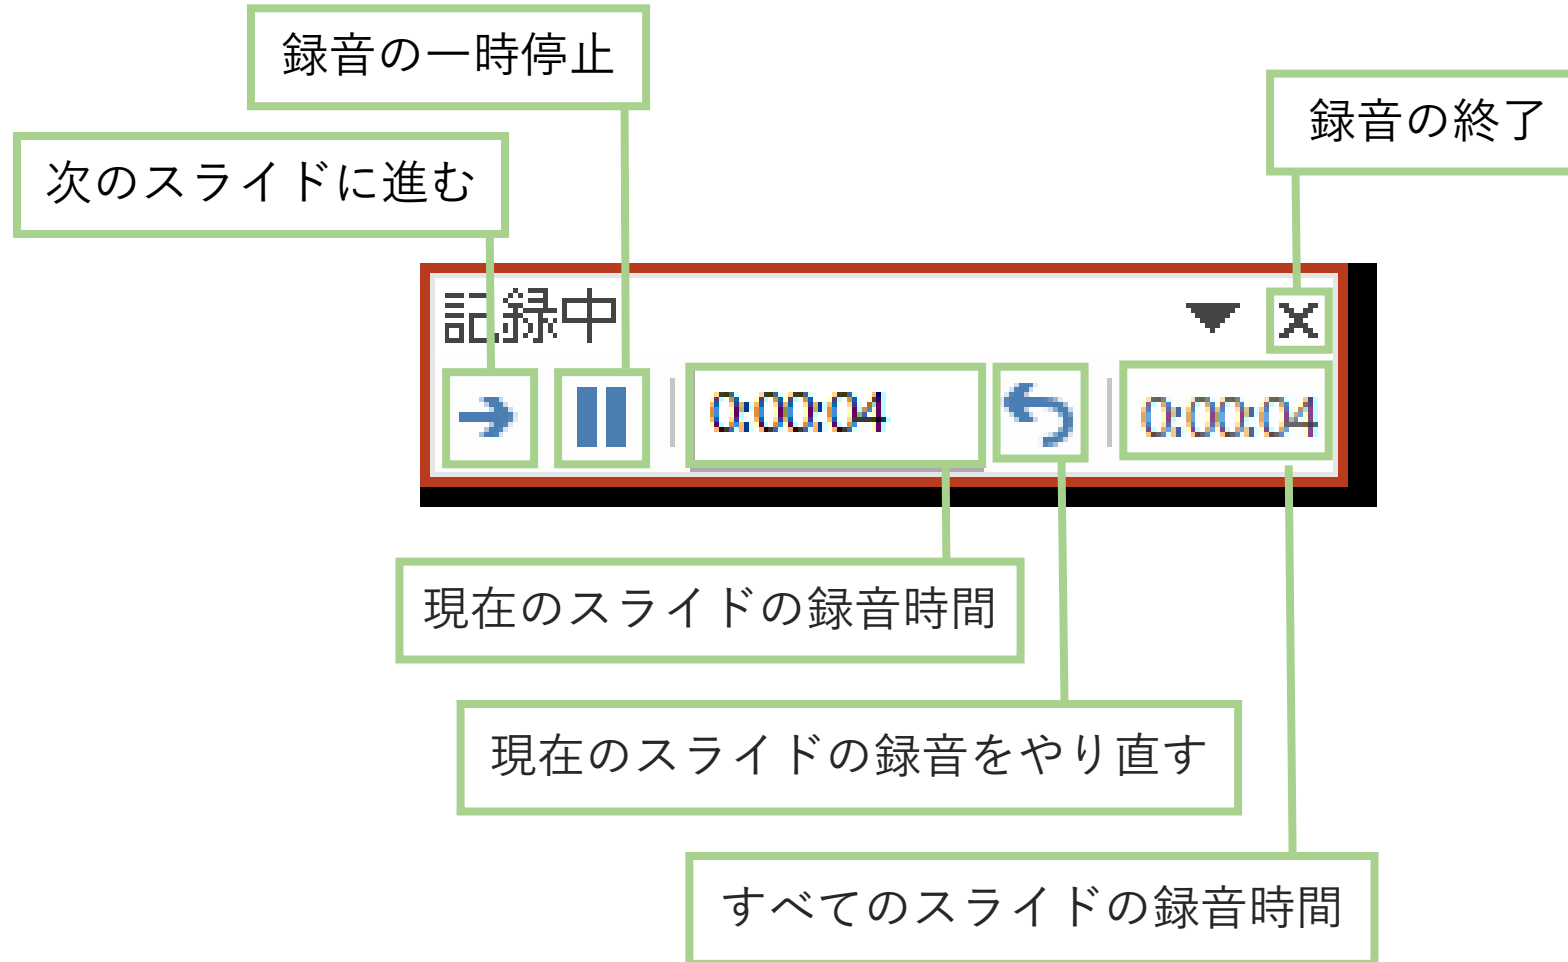 録音の一時停止
録音の終了
次のスライドに進む
記録中
0:00:04
0:00:04
現在のスライドの録音時間
現在のスライドの録音をやり直す
すべてのスライドの録音時間